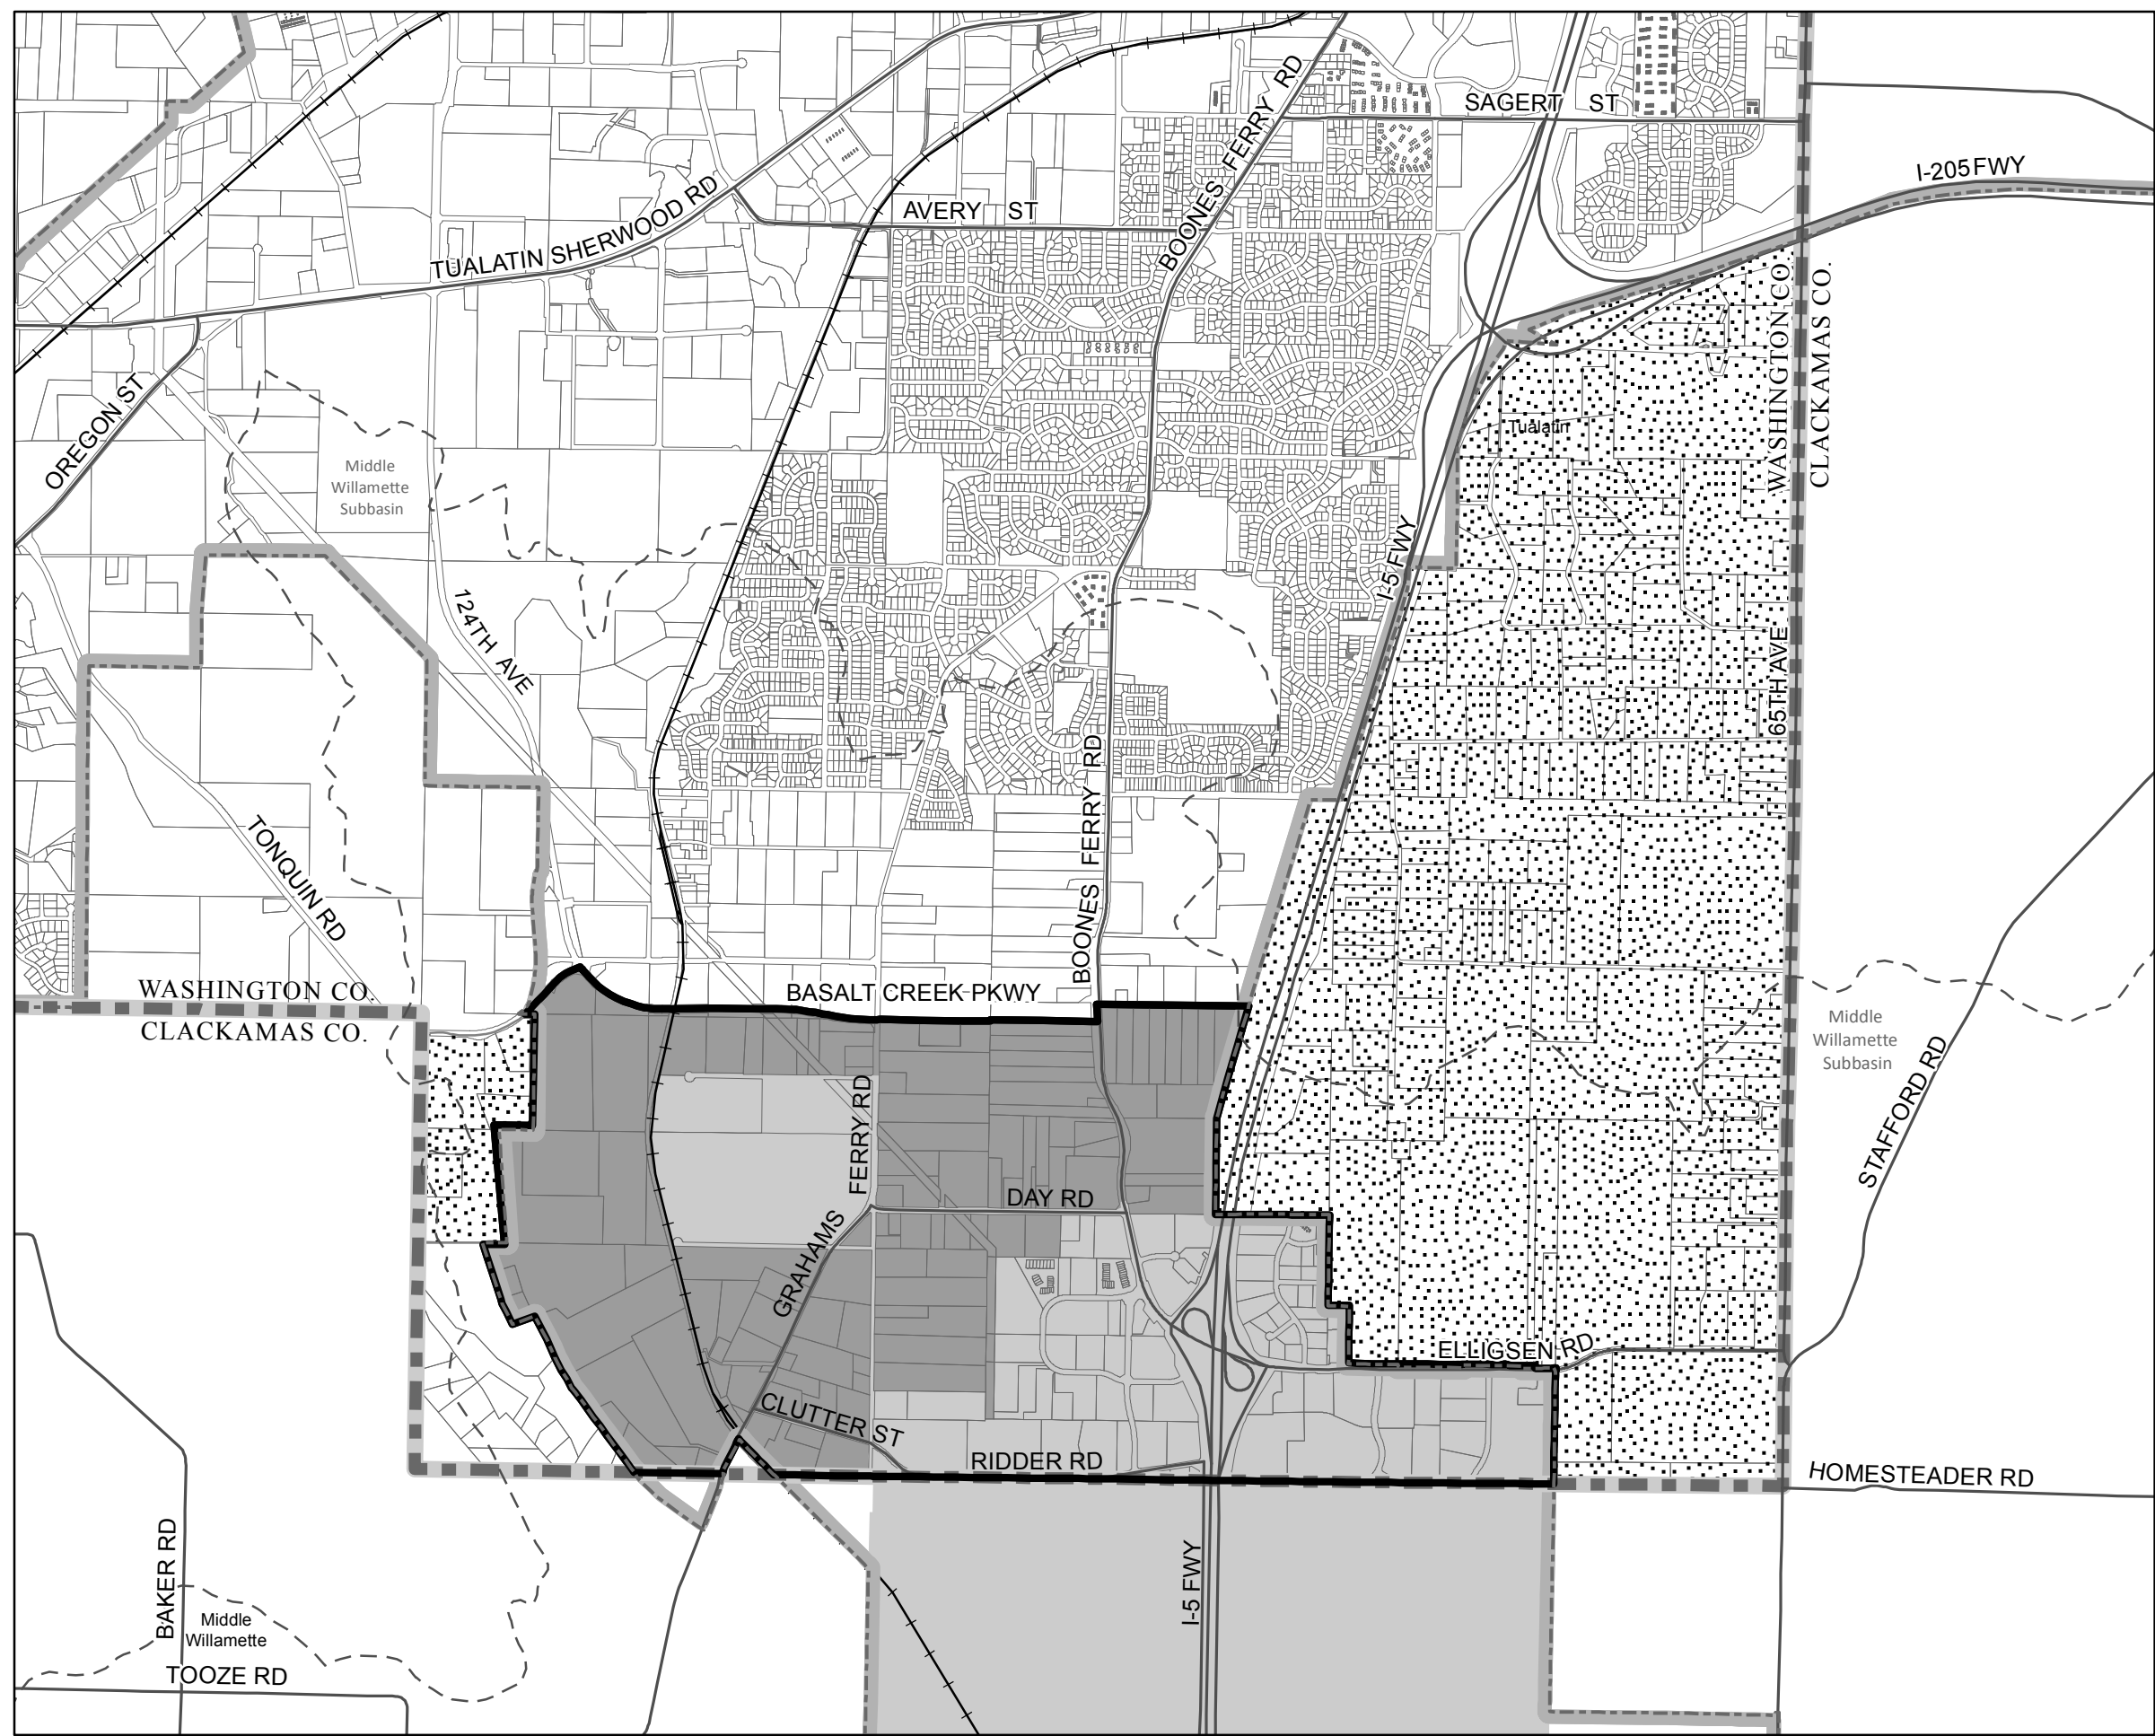 SAGERT ST
BOONES FERRY RD
I-205 FWY
AVERY ST
TUALATIN SHERWOOD RD
WASHINGTON CO.
CLACKAMAS CO.
OREGON ST
Tualatin
Middle
Willamette
Subbasin
I-5 FWY
124TH AVE
65TH AVE
BOONES FERRY RD
TONQUIN RD
WASHINGTON CO.
CLACKAMAS CO.
BASALT CREEK PKWY
Middle
Willamette
Subbasin
STAFFORD RD
GRAHAMS FERRY RD
DAY RD
ELLIGSEN RD
CLUTTER ST
RIDDER RD
HOMESTEADER RD
BAKER RD
I-5 FWY
Middle
Willamette
TOOZE RD